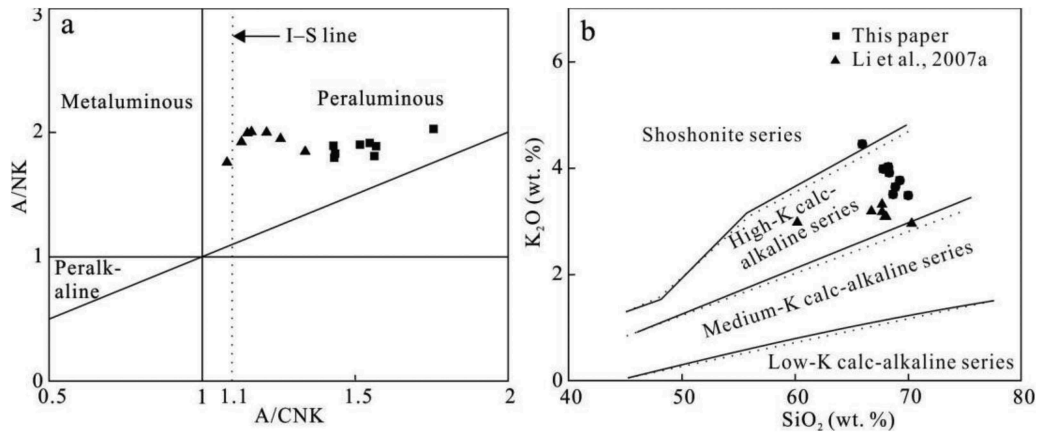 3
a
I–S line
Metaluminous
Peraluminous
2
A/NK
1
Peralk-
aline
0
0.5
1
1.1
1.5
2
A/CNK
b
This paper
Li et al., 2007a
6
Shoshonite series
4
K2O (wt. %)
High-K calc-
alkaline series
2
Medium-K calc-alkaline series
Low-K calc-alkaline series
0
40
50
60
70
80
SiO2 (wt. %)